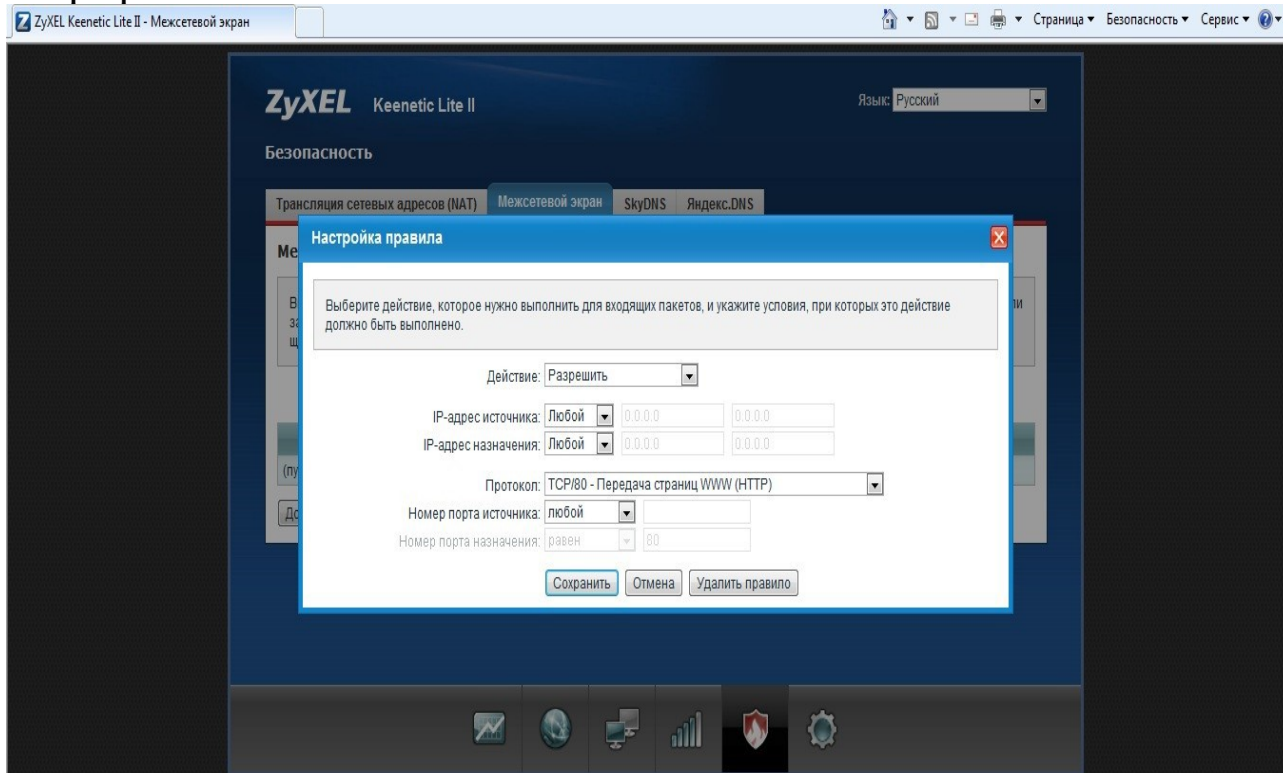 ZyXEL Keenetic Lite II - Межсетевой экран
Страница Безопасность Сервис
ZyXEL Keenetic Lite II
Язык: Русский
Безопасность
Трансляция сетевых адресов (NAT) Межсетевой экран SkyDNS Яндекс.DNS
Настройка правила
Выберите действие, которое нужно выполнить для входящих пакетов, и укажите условия, при которых это действие
должно быть выполнено.
Действие: Разрешить
IP-адрес источника: Любой 0.0.0.0 0.0.0.0
IP-адрес назначения: Любой 0.0.0.0 0.0.0.0
Протокол: TCP/80 - Передача страниц WWW (HTTP)
Номер порта источника: любой
Номер порта назначения: равен 80
Сохранить Отмена Удалить правило